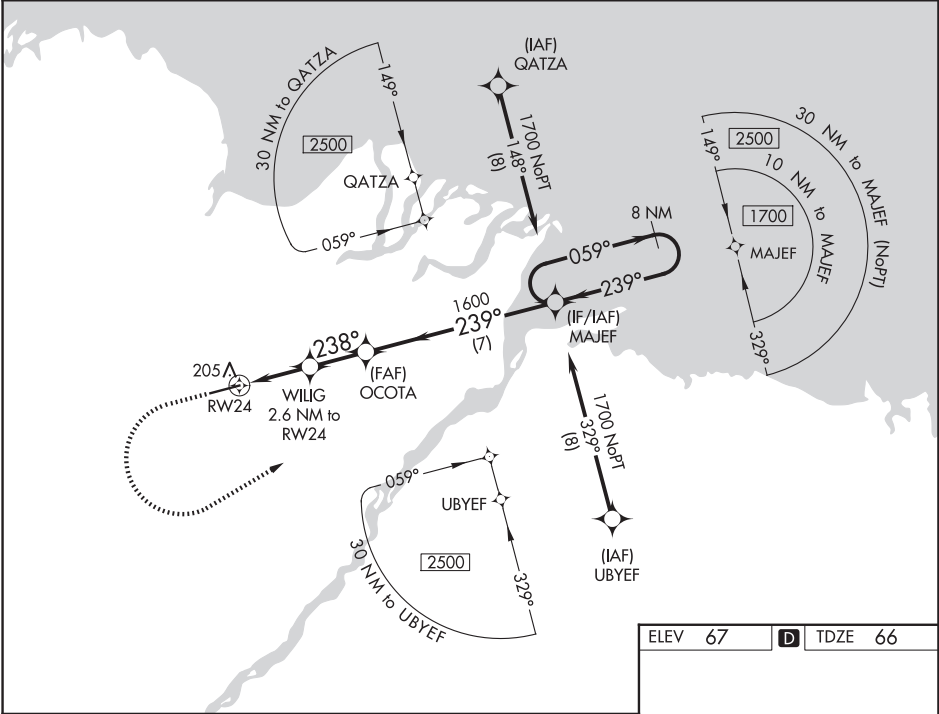 (IAF)
QATZA
1700 NoPT
148°
(8)
30 NM to QATZA
149°
2500
QATZA
059°
30 NM to MAJEF (NoPT)
2500
149°
10 NM to MAJEF
1700
MAJEF
329°
8 NM
059°
239°
(IF/IAF)
MAJEF
1600
239°
(7)
238°
(FAF)
OCOTA
205
RW24
WILIG
2.6 NM to
RW24
1700 NoPT
329°
(8)
(IAF)
UBYEF
059°
UBYEF
2500
329°
30 NM to UBYEF
ELEV 67 D TDZE 66